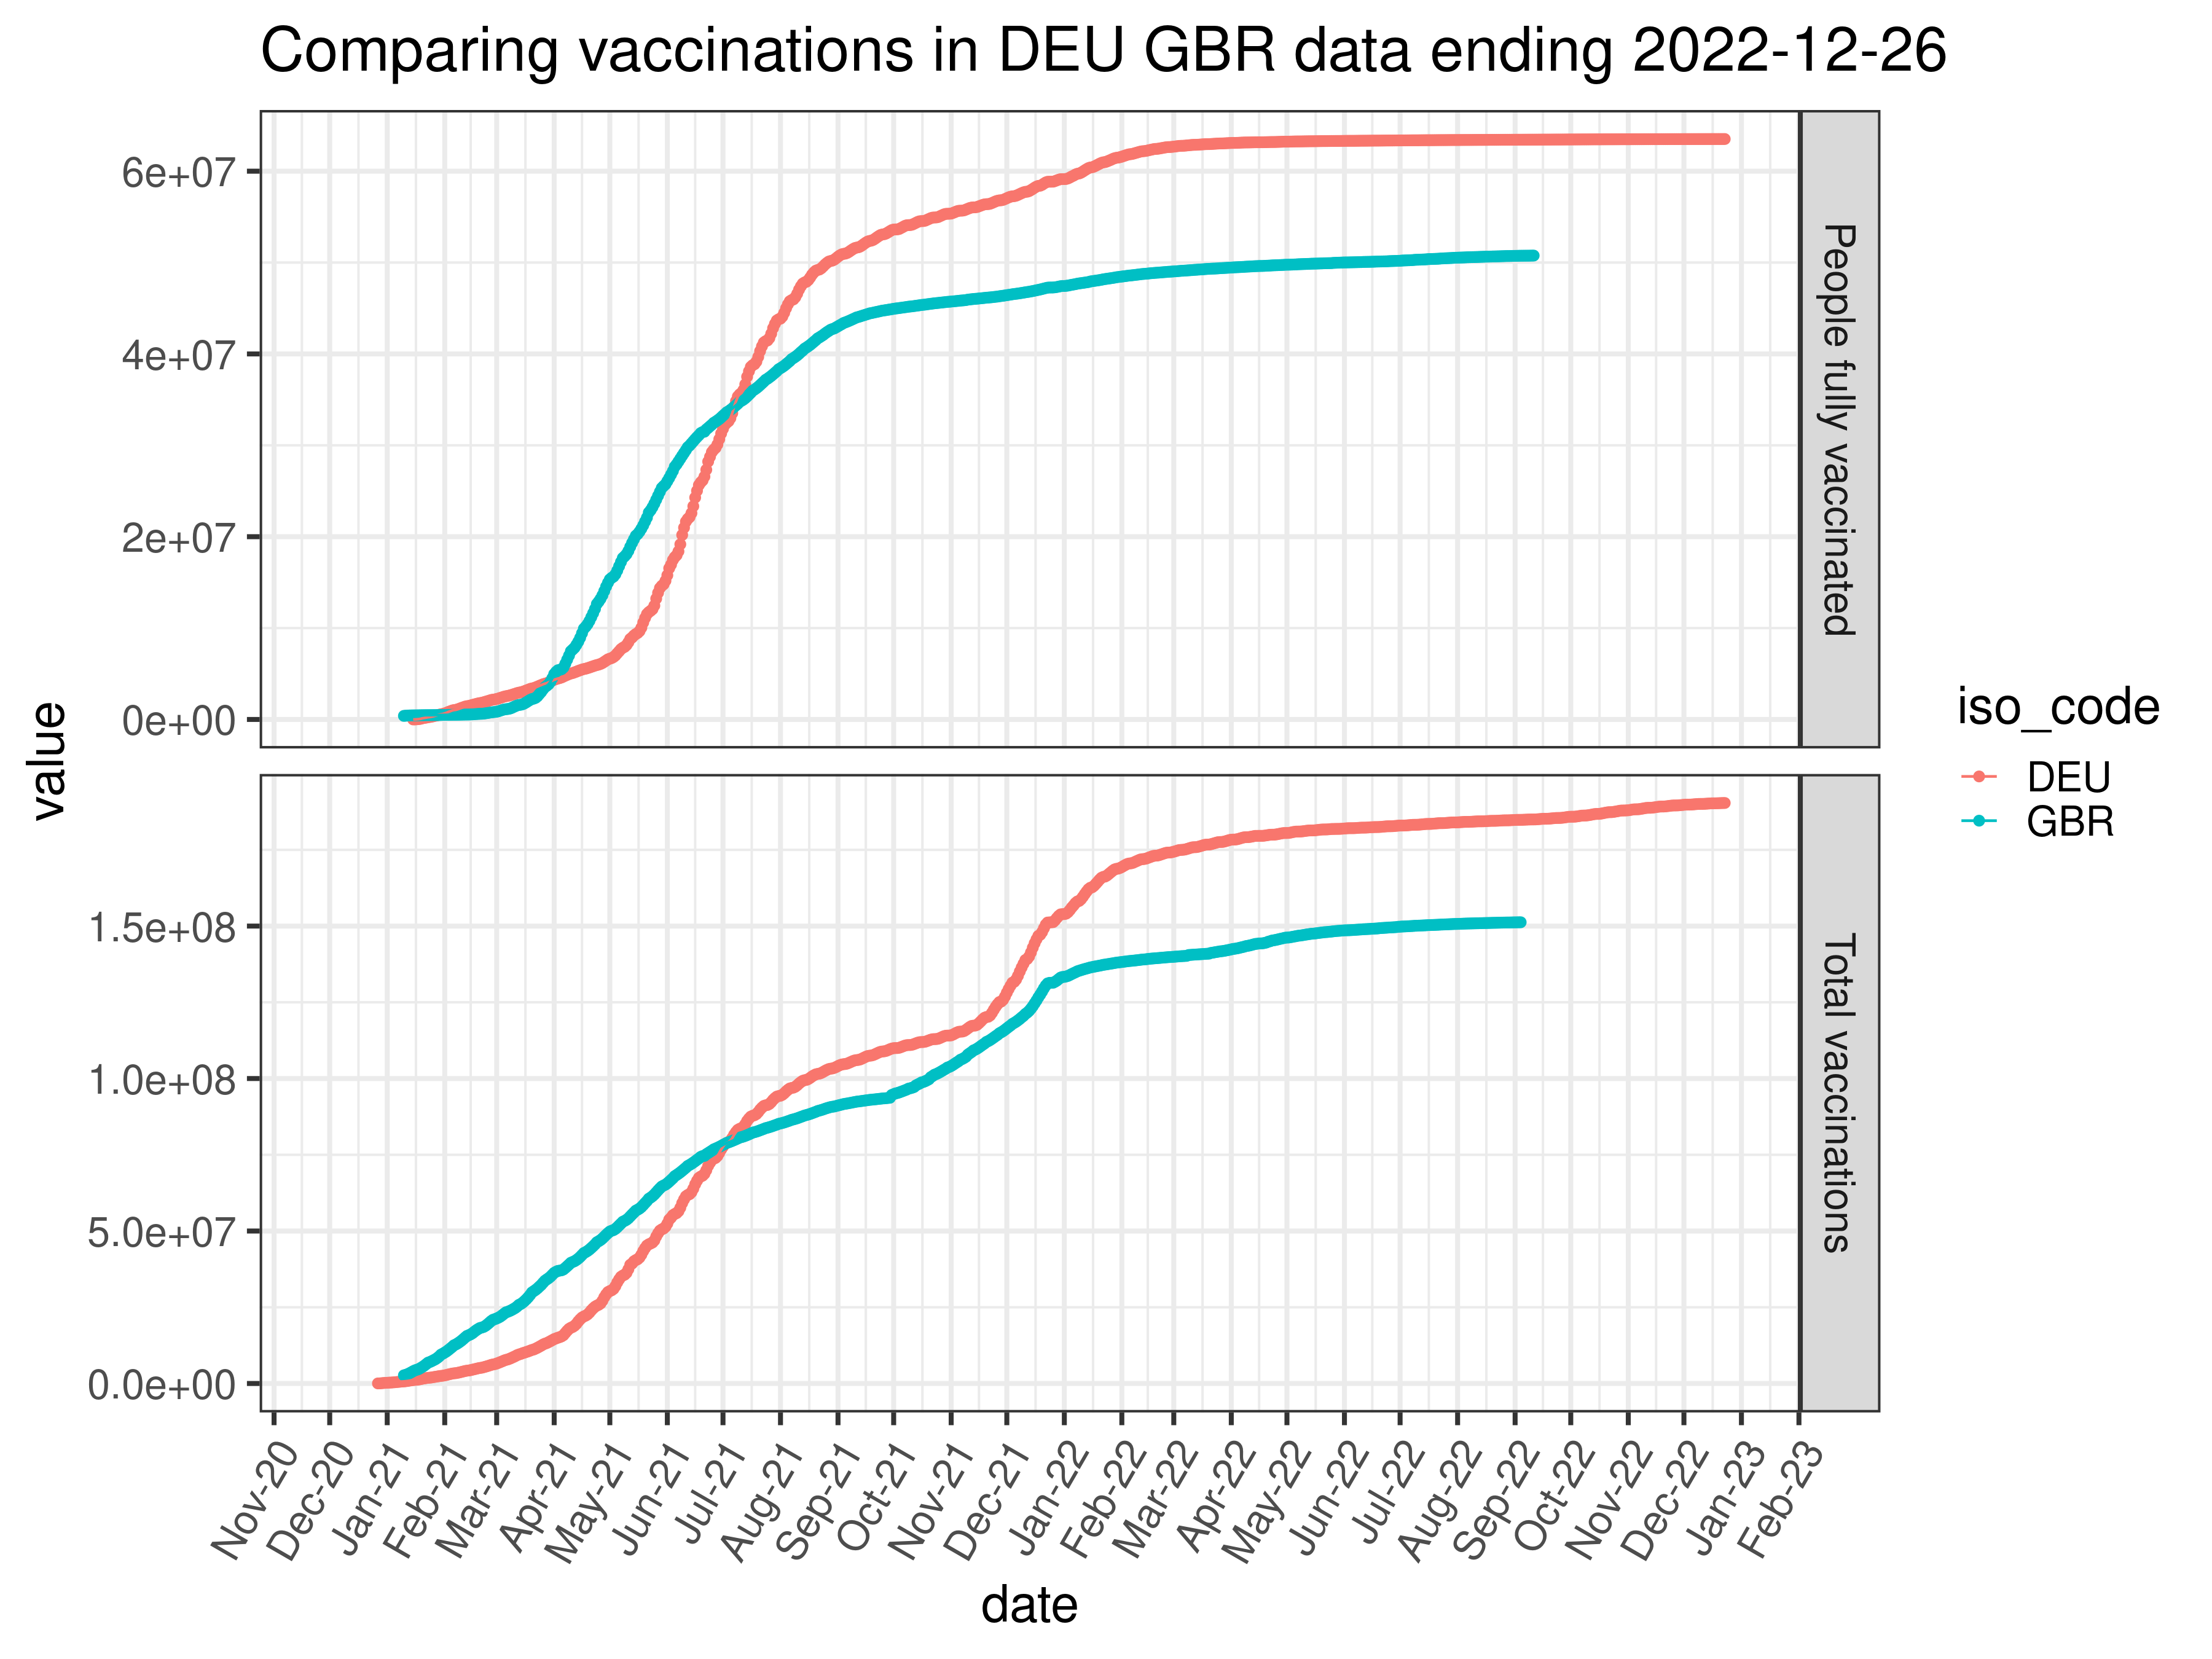 Comparing vaccinations in DEU GBR data ending 2022-12-26
value
6e+07
4e+07
2e+07
0e+00
People fully vaccinated
1.5e+08
1.0e+08
5.0e+07
0.0e+00
Total vaccinations
Nov-20
Dec-20
Jan-21
Feb-21
Mar-21
Apr-21
May-21
Jun-21
Jul-21
Aug-21
Sep-21
Oct-21
Nov-21
Dec-21
Jan-22
Feb-22
Mar-22
Apr-22
May-22
Jun-22
Jul-22
Aug-22
Sep-22
Oct-22
Nov-22
Dec-22
Jan-23
Feb-23
date
iso_code
DEU
GBR